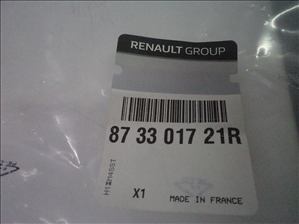 RENAULT GROUP
87 33 017 21R
X1
MADE IN FRANCE